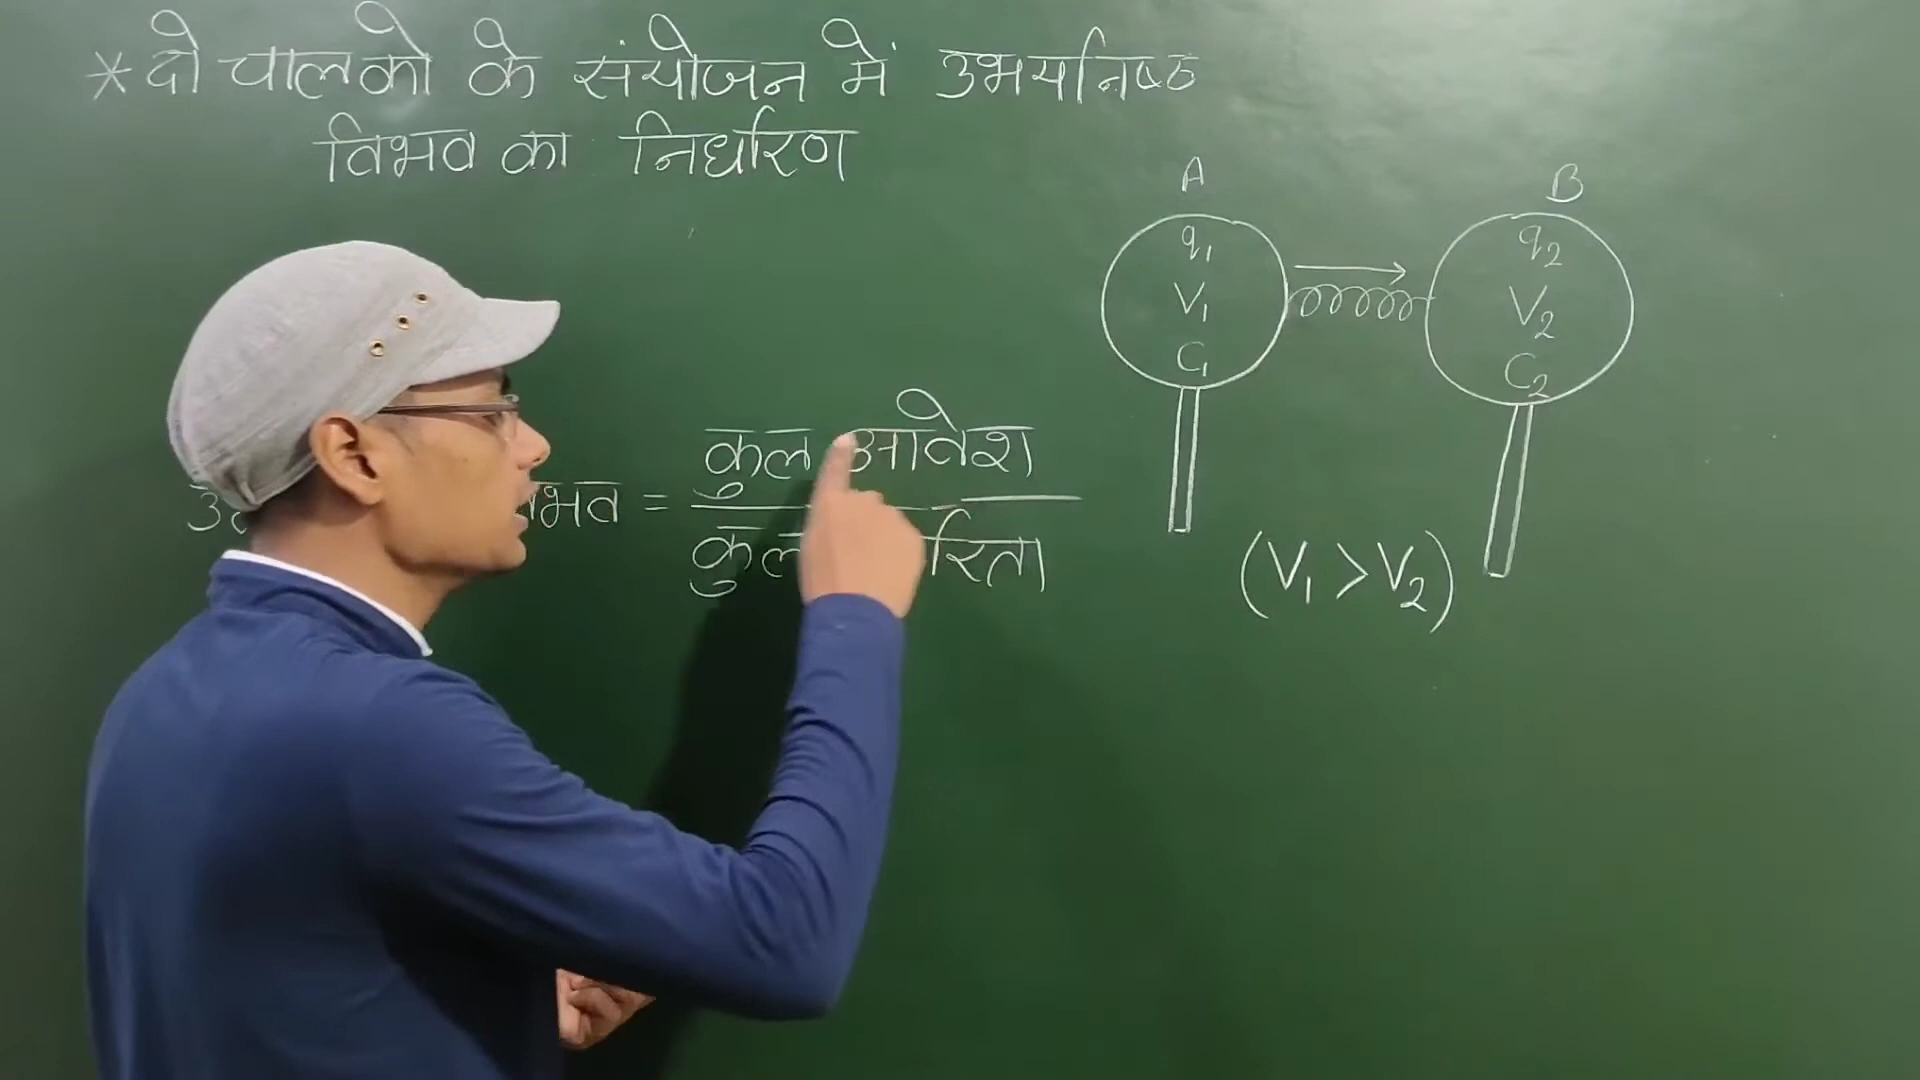 * दो चालको के संयोजन में उभयनिष्ठ
विभव का निर्धारण
A B
q₁ q₂
V₁ V₂
C₁ C₂
= कुल आवेश
कुल
(V₁ > V₂)